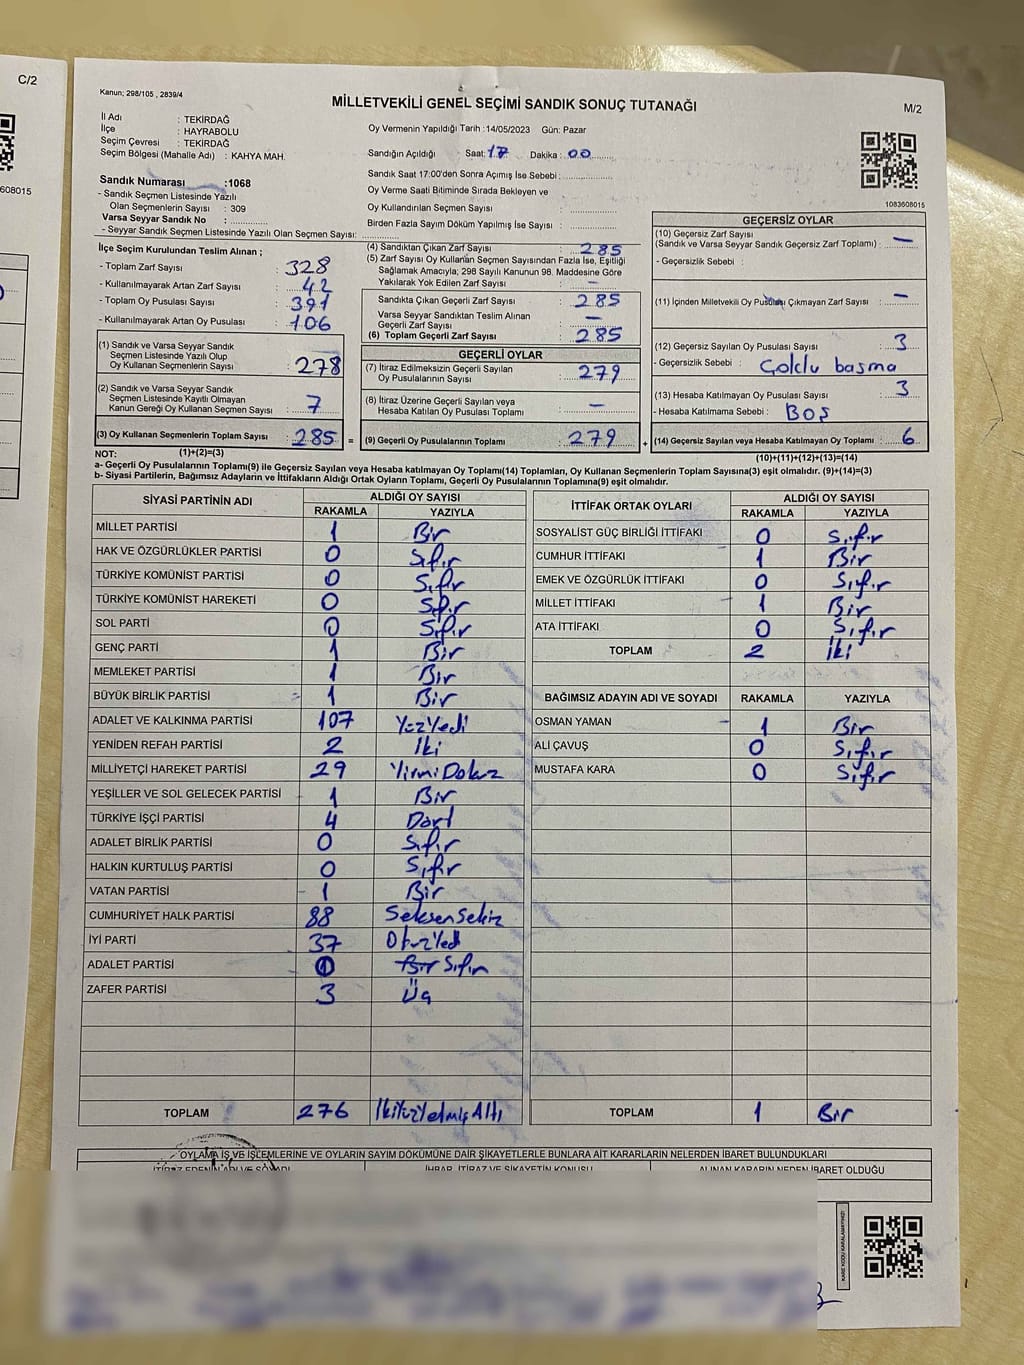 C/2
608015
Kanun; 298/105 , 2839/4
MİLLETVEKİLİ GENEL SEÇİMİ SANDIK SONUÇ TUTANAĞI
M/2
İl Adı : TEKİRDAĞ
İlçe : HAYRABOLU
Seçim Çevresi : TEKİRDAĞ
Seçim Bölgesi (Mahalle Adı) : KAHYA MAH.
Sandık Numarası :1068
- Sandık Seçmen Listesinde Yazılı
Olan Seçmenlerin Sayısı : 309
Varsa Seyyar Sandık No :
- Seyyar Sandık Seçmen Listesinde Yazılı Olan Seçmen Sayısı:
Oy Vermenin Yapıldığı Tarih :14/05/2023 Gün: Pazar
Sandığın Açıldığı Saat: 17 Dakika : 00
Sandık Saat 17:00'den Sonra Açımış İse Sebebi :
Oy Verme Saati Bitiminde Sırada Bekleyen ve
Oy Kullandırılan Seçmen Sayısı
Birden Fazla Sayım Döküm Yapılmış İse Sayısı :
1083608015
İlçe Seçim Kurulundan Teslim Alınan ;
- Toplam Zarf Sayısı : 328
- Kullanılmayarak Artan Zarf Sayısı : 42
- Toplam Oy Pusulası Sayısı : 391
- Kullanılmayarak Artan Oy Pusulası : 106
(1) Sandık ve Varsa Seyyar Sandık
Seçmen Listesinde Yazılı Olup
Oy Kullanan Seçmenlerin Sayısı : 278
(2) Sandık ve Varsa Seyyar Sandık
Seçmen Listesinde Kayıtlı Olmayan
Kanun Gereği Oy Kullanan Seçmen Sayısı : 7
(3) Oy Kullanan Seçmenlerin Toplam Sayısı : 285 =
(4) Sandıktan Çıkan Zarf Sayısı : 285
(5) Zarf Sayısı Oy Kullanan Seçmen Sayısından Fazla İse, Eşitliği
Sağlamak Amacıyla; 298 Sayılı Kanunun 98. Maddesine Göre
Yakılarak Yok Edilen Zarf Sayısı :
Sandıkta Çıkan Geçerli Zarf Sayısı : 285
Varsa Seyyar Sandıktan Teslim Alınan
Geçerli Zarf Sayısı : –
(6) Toplam Geçerli Zarf Sayısı : 285
GEÇERLİ OYLAR
(7) İtiraz Edilmeksizin Geçerli Sayılan
Oy Pusulalarının Sayısı : 279
(8) İtiraz Üzerine Geçerli Sayılan veya
Hesaba Katılan Oy Pusulası Toplamı : –
(9) Geçerli Oy Pusulalarının Toplamı : 279 +
GEÇERSİZ OYLAR
(10) Geçersiz Zarf Sayısı
(Sandık ve Varsa Seyyar Sandık Geçersiz Zarf Toplamı) : –
- Geçersizlik Sebebi :
(11) İçinden Milletvekili Oy Pusulası Çıkmayan Zarf Sayısı : –
(12) Geçersiz Sayılan Oy Pusulası Sayısı : 3
- Geçersizlik Sebebi : Çoklu basma
(13) Hesaba Katılmayan Oy Pusulası Sayısı : 3
- Hesaba Katılmama Sebebi : BOŞ
(14) Geçersiz Sayılan veya Hesaba Katılmayan Oy Toplamı : 6
NOT: (1)+(2)=(3)
(10)+(11)+(12)+(13)=(14)
a- Geçerli Oy Pusulalarının Toplamı(9) ile Geçersiz Sayılan veya Hesaba katılmayan Oy Toplamı(14) Toplamları, Oy Kullanan Seçmenlerin Toplam Sayısına(3) eşit olmalıdır. (9)+(14)=(3)
b- Siyasi Partilerin, Bağımsız Adayların ve İttifakların Aldığı Ortak Oyların Toplamı, Geçerli Oy Pusulalarının Toplamına(9) eşit olmalıdır.
SİYASİ PARTİNİN ADI ALDIĞI OY SAYISI
RAKAMLA YAZIYLA
MİLLET PARTİSİ 1 Bir
HAK VE ÖZGÜRLÜKLER PARTİSİ 0 Sıfır
TÜRKİYE KOMÜNİST PARTİSİ 0 Sıfır
TÜRKİYE KOMÜNİST HAREKETİ 0 Sıfır
SOL PARTİ 0 Sıfır
GENÇ PARTİ 1 Bir
MEMLEKET PARTİSİ 1 Bir
BÜYÜK BİRLİK PARTİSİ 1 Bir
ADALET VE KALKINMA PARTİSİ 107 YüzYedi
YENİDEN REFAH PARTİSİ 2 İki
MİLLİYETÇİ HAREKET PARTİSİ 29 Yirmi Dokuz
YEŞİLLER VE SOL GELECEK PARTİSİ 1 Bir
TÜRKİYE İŞÇİ PARTİSİ 4 Dört
ADALET BİRLİK PARTİSİ 0 Sıfır
HALKIN KURTULUŞ PARTİSİ 0 Sıfır
VATAN PARTİSİ 1 Bir
CUMHURİYET HALK PARTİSİ 88 Seksen Sekiz
İYİ PARTİ 37 Otuz Yedi
ADALET PARTİSİ 0 Bir Sıfır
ZAFER PARTİSİ 3 Üç
TOPLAM 276 İkiYüzYetmiş Altı
İTTİFAK ORTAK OYLARI ALDIĞI OY SAYISI
RAKAMLA YAZIYLA
SOSYALİST GÜÇ BİRLİĞİ İTTİFAKI 0 Sıfır
CUMHUR İTTİFAKI 1 Bir
EMEK VE ÖZGÜRLÜK İTTİFAKI 0 Sıfır
MİLLET İTTİFAKI 1 Bir
ATA İTTİFAKI 0 Sıfır
TOPLAM 2 İki
BAĞIMSIZ ADAYIN ADI VE SOYADI RAKAMLA YAZIYLA
OSMAN YAMAN 1 Bir
ALİ ÇAVUŞ 0 Sıfır
MUSTAFA KARA 0 Sıfır
TOPLAM 1 Bir
OYLAMA İŞ VE İŞLEMLERİNE VE OYLARIN SAYIM DÖKÜMÜNE DAİR ŞİKAYETLERLE BUNLARA AİT KARARLARIN NELERDEN İBARET BULUNDUKLARI
İTİRAZ EDENİN ADI VE SOYADI İHBAR, İTİRAZ VE ŞİKAYETİN KONUSU ALINAN KARARIN NEDEN İBARET OLDUĞU
KARE KODU KARALAMAYINIZ!